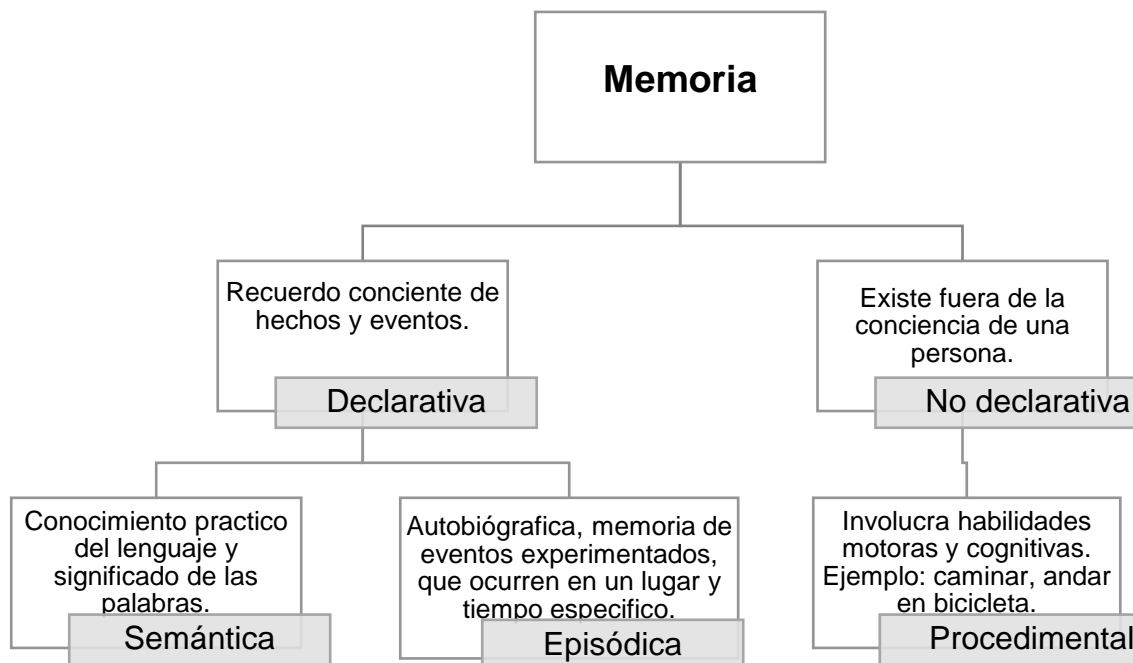 Memoria
Recuerdo conciente de
hechos y eventos.
Declarativa
Existe fuera de la
conciencia de una
persona.
No declarativa
Conocimiento practico
del lenguaje y
significado de las
palabras.
Semántica
Autobiógrafica, memoria de
eventos experimentados,
que ocurren en un lugar y
tiempo especifico.
Episódica
Involucra habilidades
motoras y cognitivas.
Ejemplo: caminar, andar
en bicicleta.
Procedimental